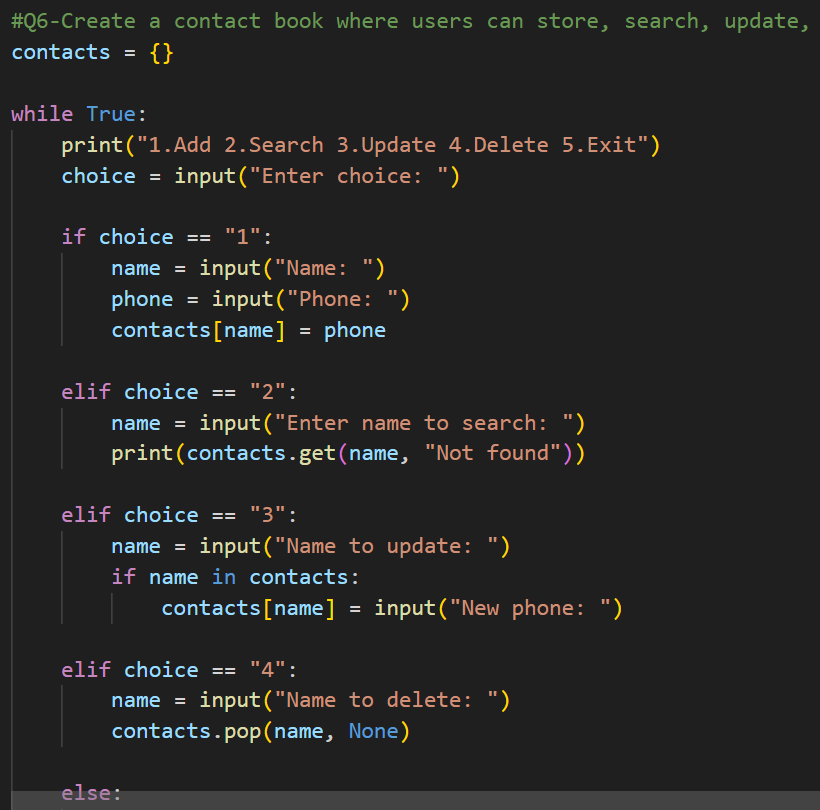 #Q6-Create a contact book where users can store, search, update,
contacts = {}
while True:
    print("1.Add 2.Search 3.Update 4.Delete 5.Exit")
    choice = input("Enter choice: ")
    if choice == "1":
        name = input("Name: ")
        phone = input("Phone: ")
        contacts[name] = phone
    elif choice == "2":
        name = input("Enter name to search: ")
        print(contacts.get(name, "Not found"))
    elif choice == "3":
        name = input("Name to update: ")
        if name in contacts:
            contacts[name] = input("New phone: ")
    elif choice == "4":
        name = input("Name to delete: ")
        contacts.pop(name, None)
    else: